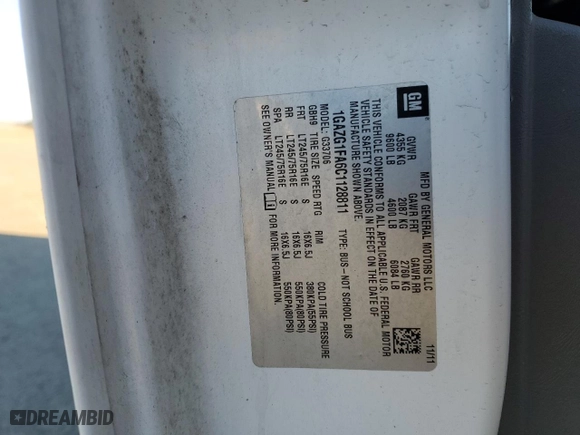 GM
MFD BY GENERAL MOTORS LLC 11/11
GVWR GAWR FRT GAWR RR
4355 KG 2087 KG 2760 KG
9600 LB 4600 LB 6084 LB
THIS VEHICLE CONFORMS TO ALL APPLICABLE U.S. FEDERAL MOTOR
VEHICLE SAFETY STANDARDS IN EFFECT ON THE DATE OF
MANUFACTURE SHOWN ABOVE.
1GAZG1FA6C1128811 TYPE: BUS–NOT SCHOOL BUS
MODEL: G33706
GBH9 TIRE SIZE SPEED RTG RIM COLD TIRE PRESSURE
FRT LT245/75R16E S 16X6.5J 380KPA(55PSI)
RR LT245/75R16E S 16X6.5J 550KPA(80PSI)
SPA LT245/75R16E S 16X6.5J 550KPA(80PSI)
SEE OWNER'S MANUAL FOR MORE INFORMATION
DREAMBID